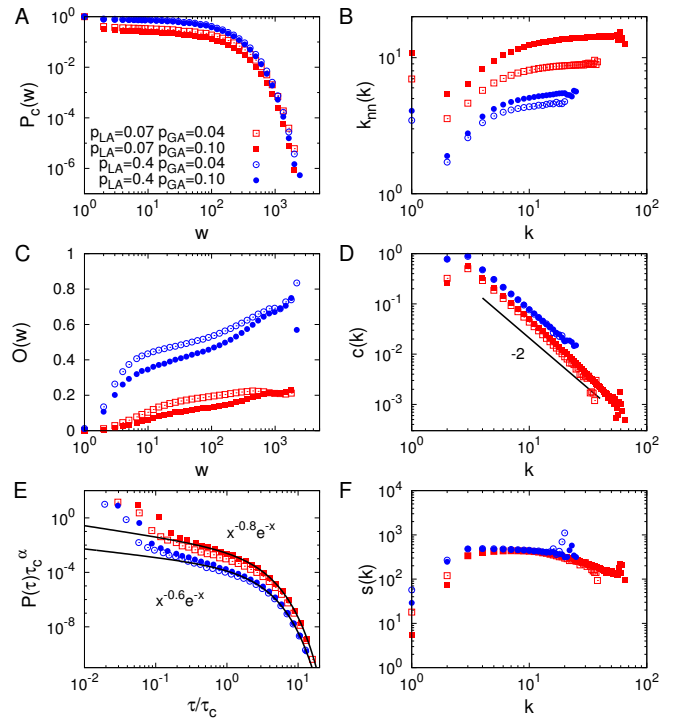 A
P_c(w)
10^0
10^-2
10^-4
10^-6
p_LA=0.07 p_GA=0.04
p_LA=0.07 p_GA=0.10
p_LA=0.4 p_GA=0.04
p_LA=0.4 p_GA=0.10
10^0 10^1 10^2 10^3
w
B
k_nn(k)
10^1
10^0
10^0 10^1 10^2
k
C
O(w)
1
0.8
0.6
0.4
0.2
0
10^0 10^1 10^2 10^3
w
D
c(k)
10^0
10^-1
10^-2
10^-3
-2
10^0 10^1 10^2
k
E
P(τ)τ_c^α
10^0
10^-4
10^-8
x^-0.8e^-x
x^-0.6e^-x
10^-2 10^-1 10^0 10^1
τ/τ_c
F
s(k)
10^4
10^3
10^2
10^1
10^0
10^0 10^1 10^2
k